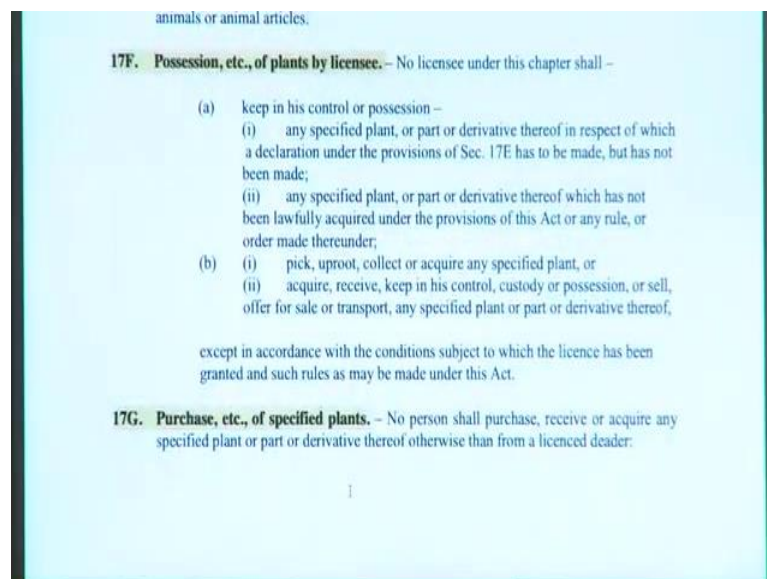 animals or animal articles.
17F. Possession, etc., of plants by licensee. – No licensee under this chapter shall –
(a) keep in his control or possession –
(i) any specified plant, or part or derivative thereof in respect of which
a declaration under the provisions of Sec. 17E has to be made, but has not
been made;
(ii) any specified plant, or part or derivative thereof which has not
been lawfully acquired under the provisions of this Act or any rule, or
order made thereunder;
(b) (i) pick, uproot, collect or acquire any specified plant, or
(ii) acquire, receive, keep in his control, custody or possession, or sell,
offer for sale or transport, any specified plant or part or derivative thereof,
except in accordance with the conditions subject to which the licence has been
granted and such rules as may be made under this Act.
17G. Purchase, etc., of specified plants. – No person shall purchase, receive or acquire any
specified plant or part or derivative thereof otherwise than from a licenced deader: